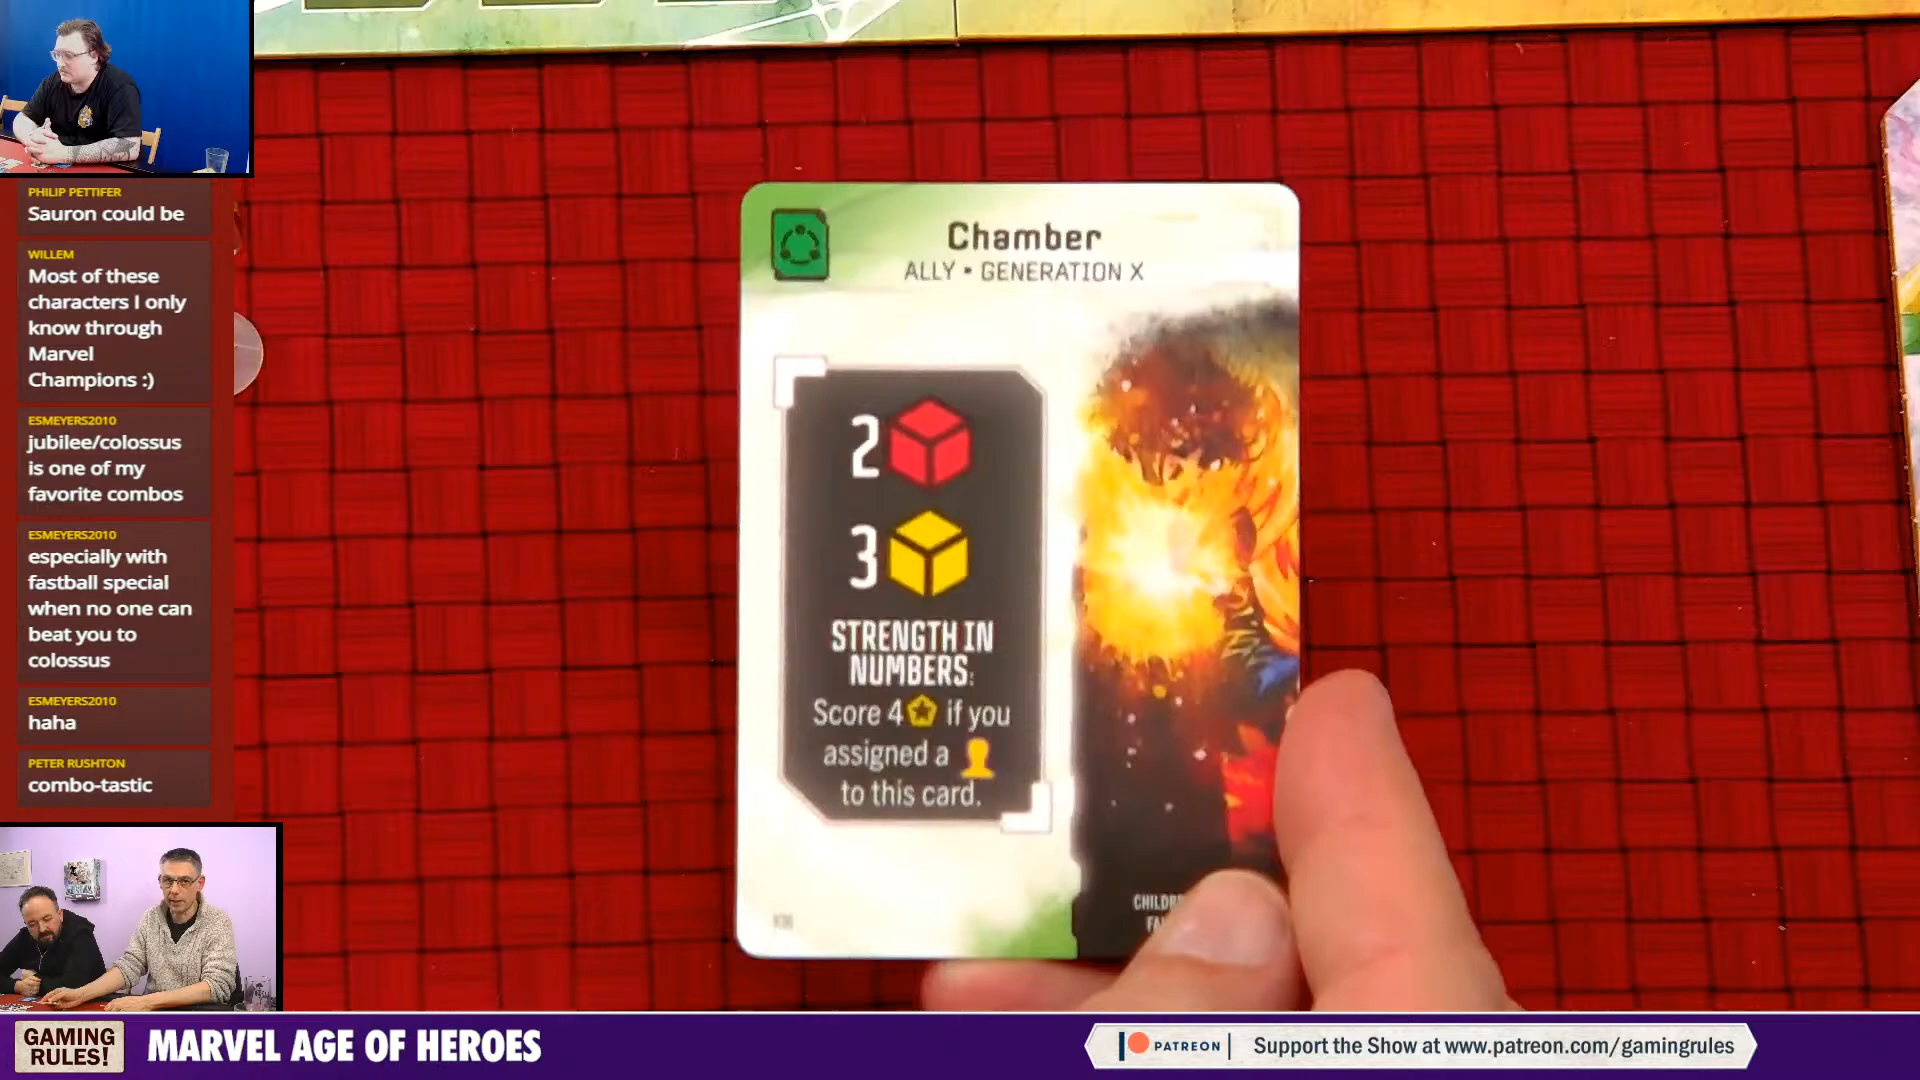 PHILIP PETTIFER
Sauron could be
WILLEM
Most of these
characters I only
know through
Marvel
Champions :)
ESMEYERS2010
jubilee/colossus
is one of my
favorite combos
ESMEYERS2010
especially with
fastball special
when no one can
beat you to
colossus
ESMEYERS2010
haha
PETER RUSHTON
combo-tastic
Chamber
ALLY • GENERATION X
2
3
STRENGTH IN
NUMBERS:
Score 4 if you
assigned a
to this card.
GAMING
RULES!
MARVEL AGE OF HEROES
PATREON
Support the Show at www.patreon.com/gamingrules